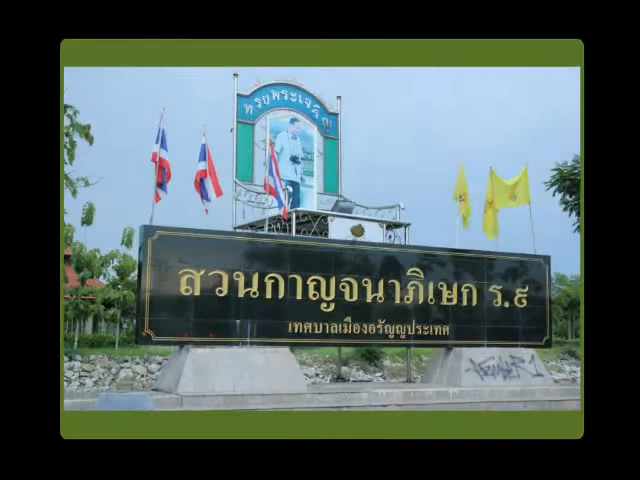 ทรงพระเจริญ
สวนกาญจนาภิเษก ร.๙
เทศบาลเมืองอรัญญประเทศ